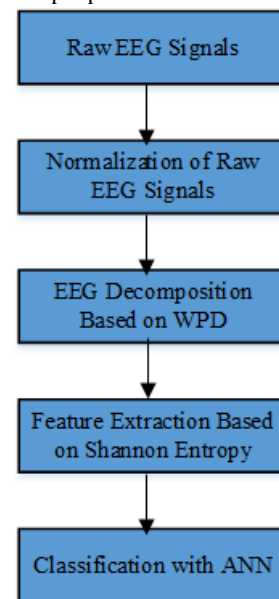 Raw EEG Signals
Normalization of Raw
EEG Signals
EEG Decomposition
Based on WPD
Feature Extraction Based
on Shannon Entropy
Classification with ANN